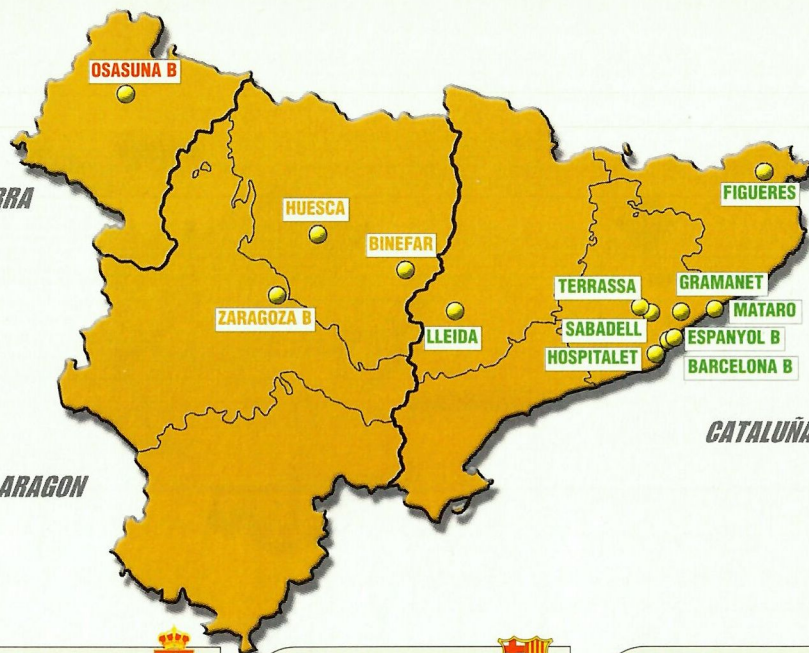 OSASUNA B
RRA
HUESCA
BINEFAR
FIGUERES
ZARAGOZA B
LLEIDA
TERRASSA
GRAMANET
MATARO
SABADELL
ESPANYOL B
HOSPITALET
BARCELONA B
CATALUÑA
ARAGON